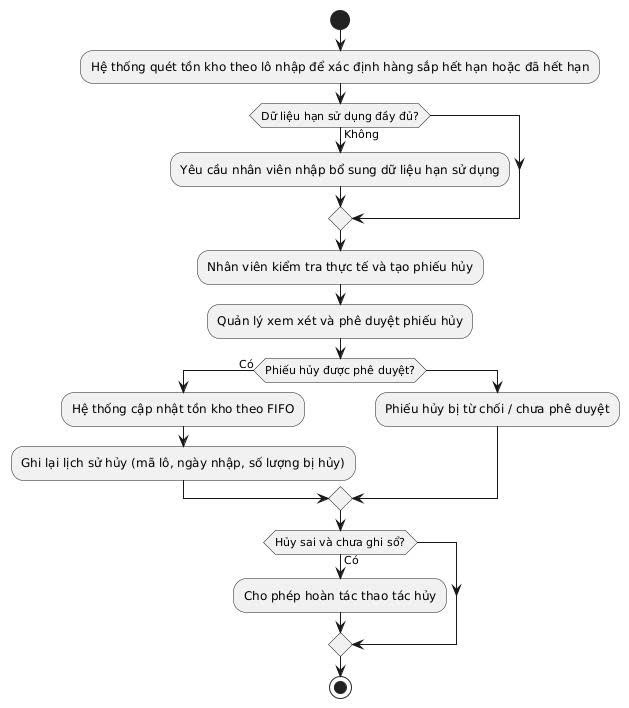 Hệ thống quét tồn kho theo lô nhập để xác định hàng sắp hết hạn hoặc đã hết hạn
Dữ liệu hạn sử dụng đầy đủ?
Không
Yêu cầu nhân viên nhập bổ sung dữ liệu hạn sử dụng
Nhân viên kiểm tra thực tế và tạo phiếu hủy
Quản lý xem xét và phê duyệt phiếu hủy
Có
Phiếu hủy được phê duyệt?
Hệ thống cập nhật tồn kho theo FIFO
Phiếu hủy bị từ chối / chưa phê duyệt
Ghi lại lịch sử hủy (mã lô, ngày nhập, số lượng bị hủy)
Hủy sai và chưa ghi sổ?
Có
Cho phép hoàn tác thao tác hủy